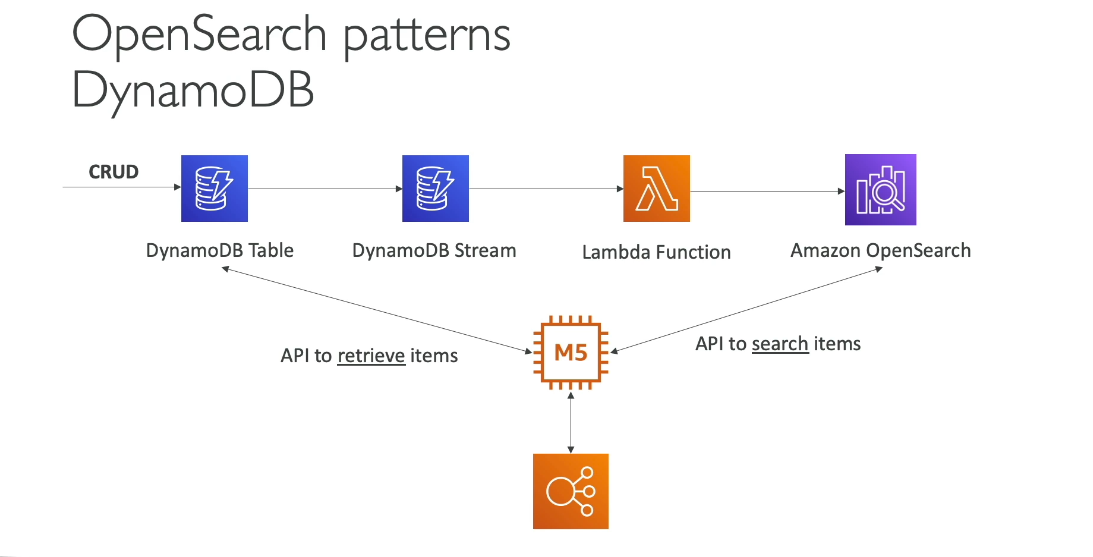 OpenSearch patterns
DynamoDB
CRUD
DynamoDB Table
DynamoDB Stream
Lambda Function
Amazon OpenSearch
API to retrieve items
M5
API to search items